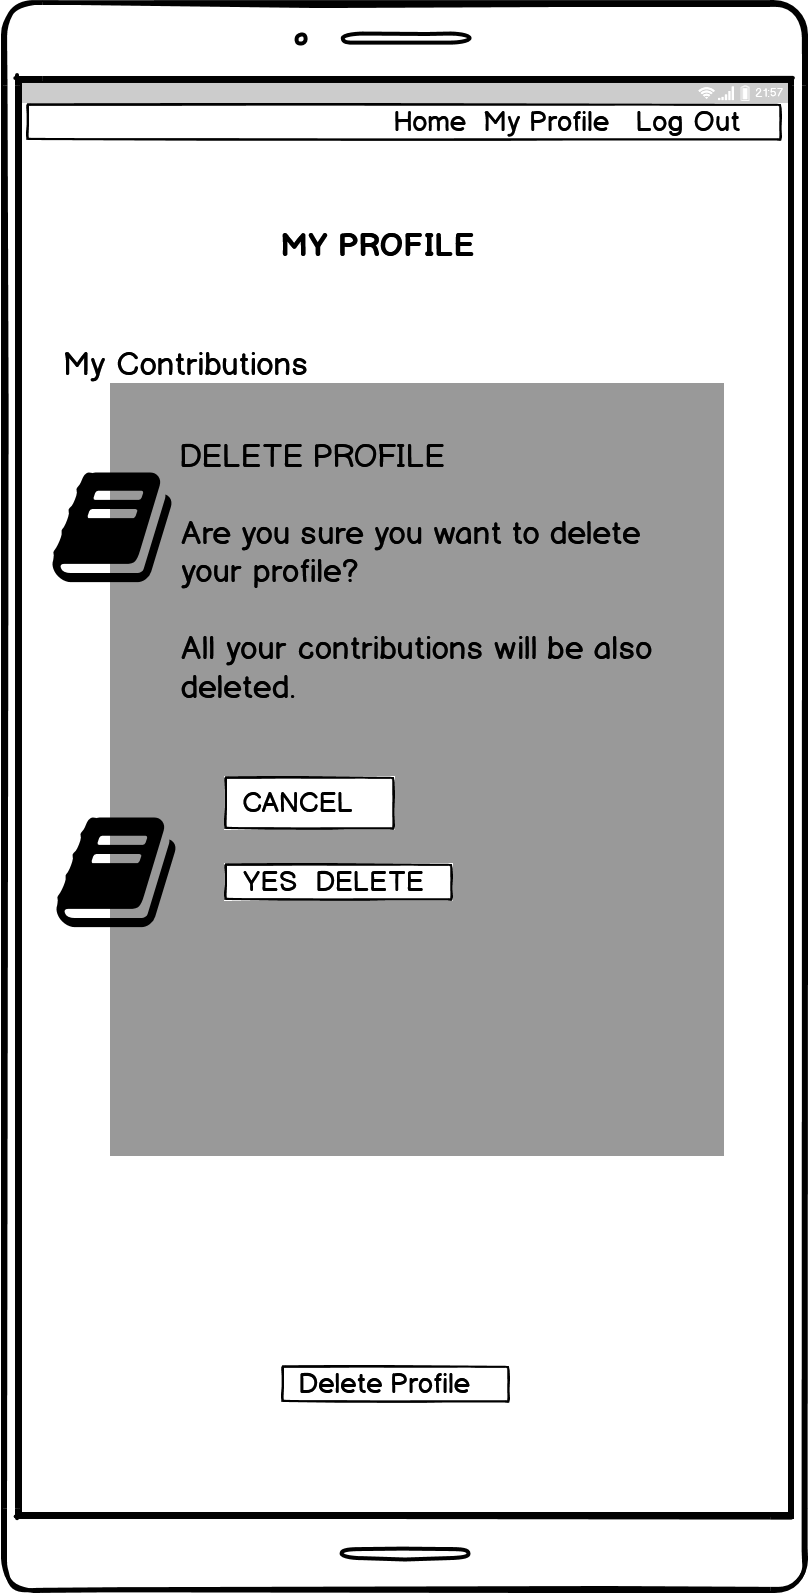 21:57
Home My Profile Log Out
MY PROFILE
My Contributions
DELETE PROFILE
Are you sure you want to delete
your profile?
All your contributions will be also
deleted.
CANCEL
YES DELETE
Delete Profile